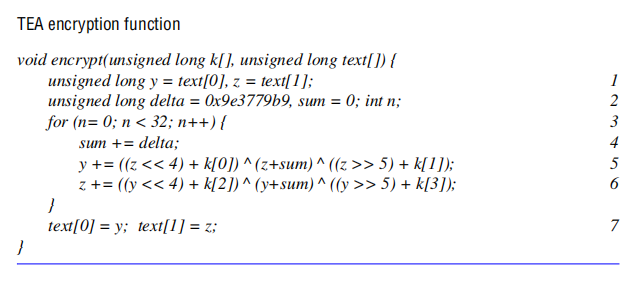 TEA encryption function
void encrypt(unsigned long k[], unsigned long text[]) {
unsigned long y = text[0], z = text[1]; 1
unsigned long delta = 0x9e3779b9, sum = 0; int n; 2
for (n= 0; n < 32; n++) { 3
sum += delta; 4
y += ((z << 4) + k[0]) ^ (z+sum) ^ ((z >> 5) + k[1]); 5
z += ((y << 4) + k[2]) ^ (y+sum) ^ ((y >> 5) + k[3]); 6
}
text[0] = y; text[1] = z; 7
}